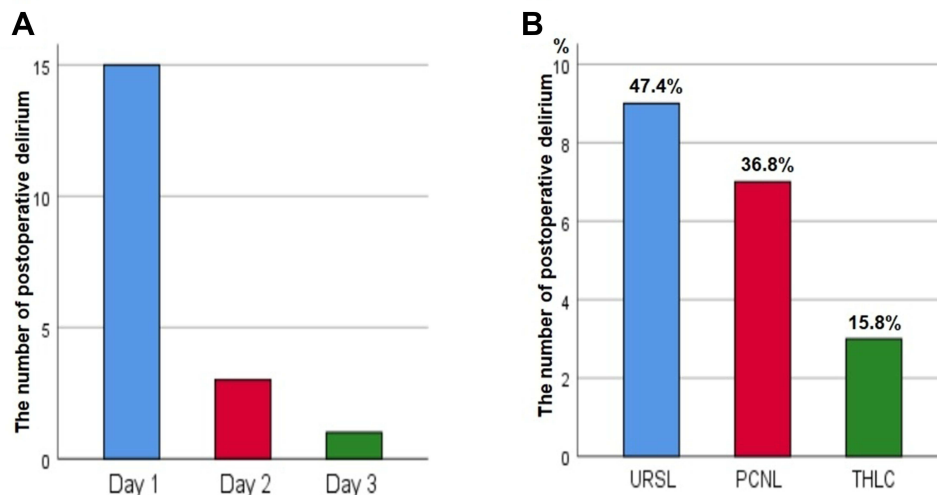 A
The number of postoperative delirium
15
10
5
0
Day 1 Day 2 Day 3
B
%
The number of postoperative delirium
10
8
6
4
2
0
47.4%
36.8%
15.8%
URSL PCNL THLC